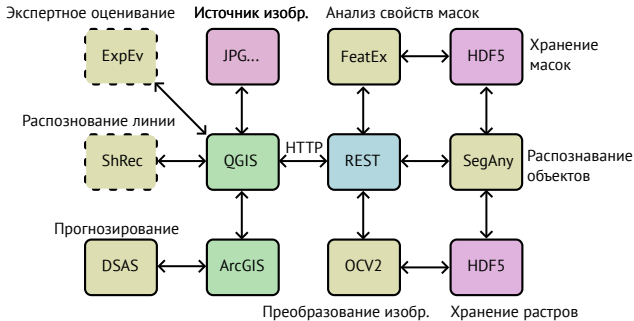 Экспертное оценивание
Источник изобр.
Анализ свойств масок
ExpEv
JPG...
FeatEx
HDF5
Хранение
масок
Распознование линии
HTTP
ShRec
QGIS
REST
SegAny
Распознавание
объектов
Прогнозирование
DSAS
ArcGIS
OCV2
HDF5
Преобразование изобр.
Хранение растров